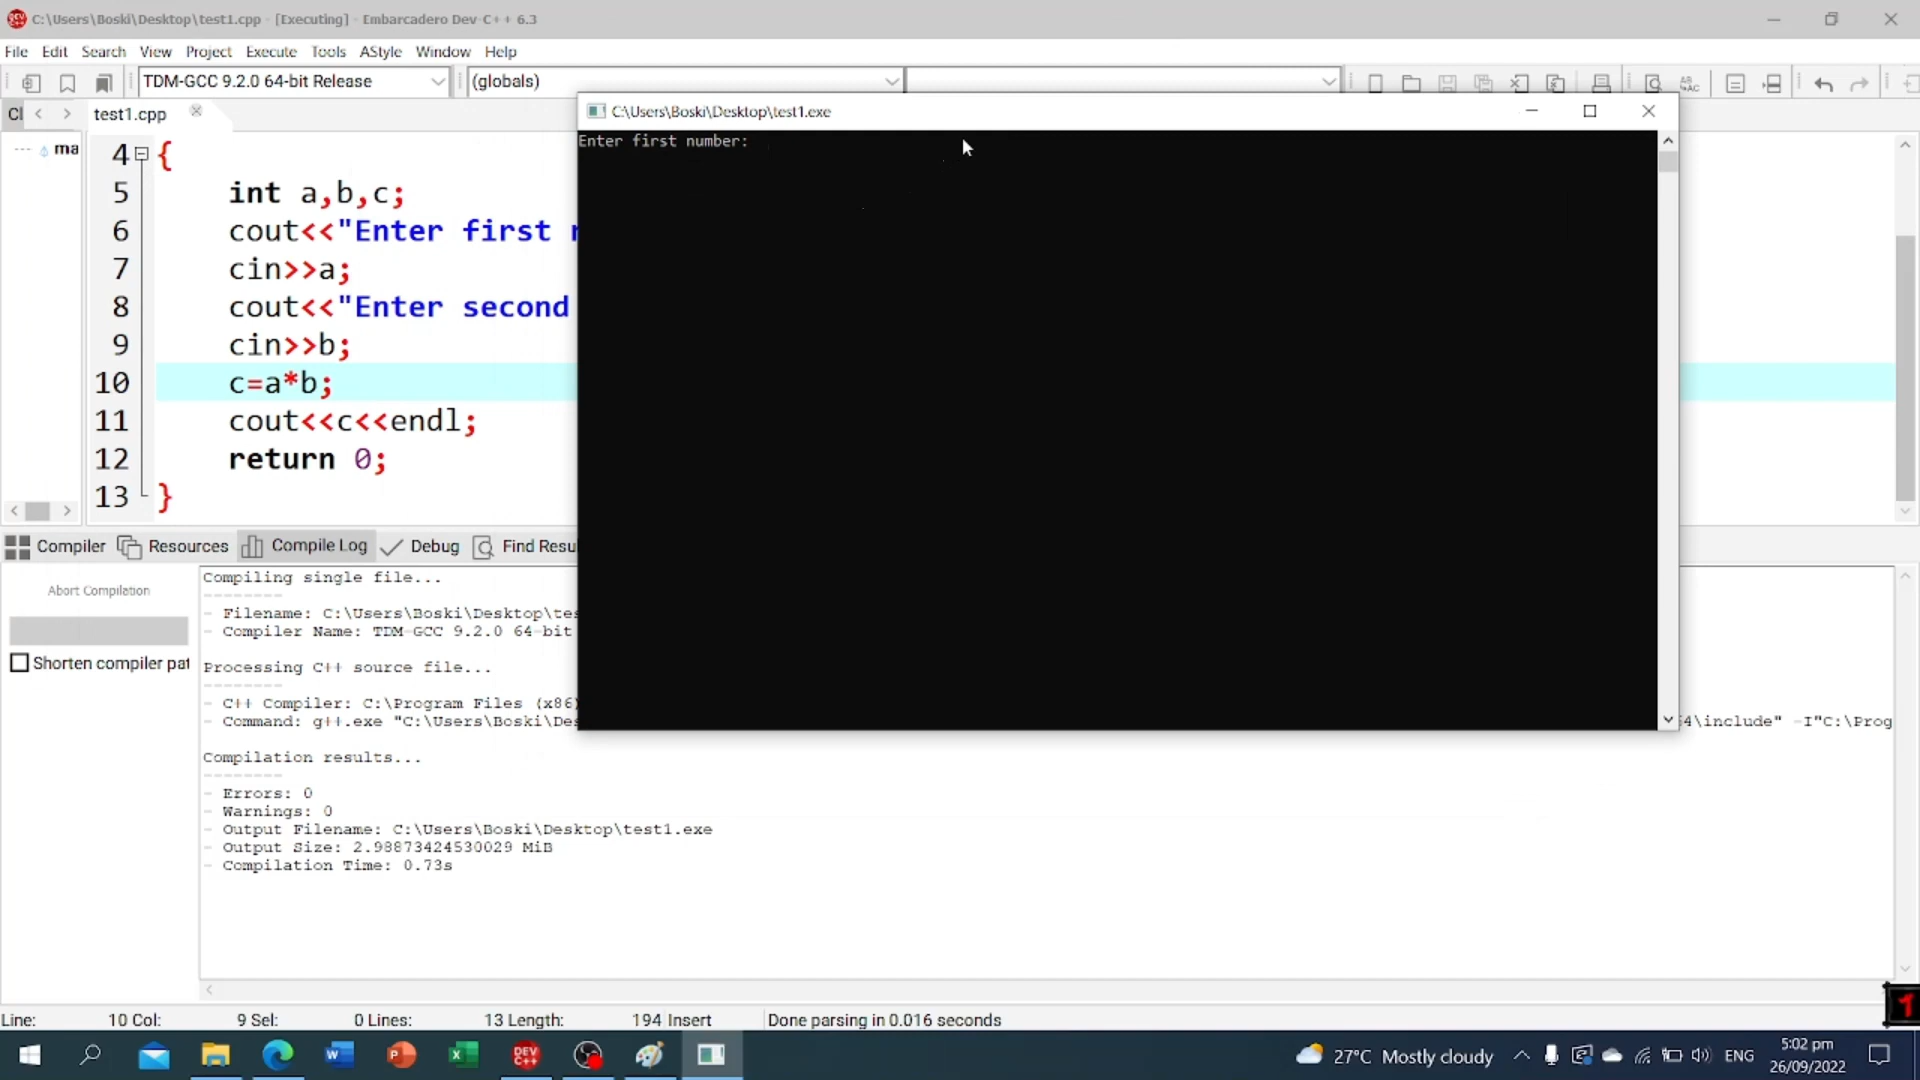 C:\Users\Boski\Desktop\test1.cpp - [Executing] - Embarcadero Dev-C++ 6.3
File Edit Search View Project Execute Tools AStyle Window Help
TDM-GCC 9.2.0 64-bit Release (globals)
Cl test1.cpp
C:\Users\Boski\Desktop\test1.exe
Enter first number:
ma
4 {
5 int a,b,c;
6 cout<<"Enter first
7 cin>>a;
8 cout<<"Enter second
9 cin>>b;
10 c=a*b;
11 cout<<c<<endl;
12 return 0;
13 }
Compiler Resources Compile Log Debug Find Resu
Abort Compilation
Shorten compiler pat
Compiling single file...
--------
- Filename: C:\Users\Boski\Desktop\tes
- Compiler Name: TDM-GCC 9.2.0 64-bit
Processing C++ source file...
--------
- C++ Compiler: C:\Program Files (x86)
- Command: g++.exe "C:\Users\Boski\Des 4\include" -I"C:\Prog
Compilation results...
--------
- Errors: 0
- Warnings: 0
- Output Filename: C:\Users\Boski\Desktop\test1.exe
- Output Size: 2.98873424530029 MiB
- Compilation Time: 0.73s
Line: 10 Col: 9 Sel: 0 Lines: 13 Length: 194 Insert Done parsing in 0.016 seconds
1
27°C Mostly cloudy ENG 5:02 pm
26/09/2022